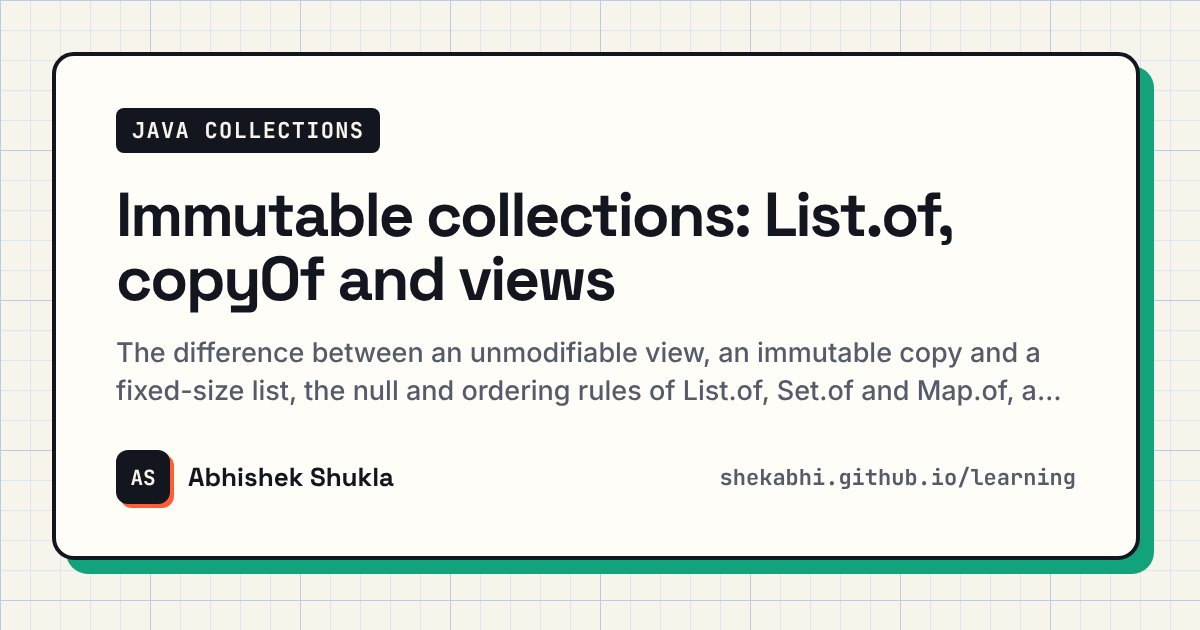 JAVA COLLECTIONS
Immutable collections: List.of,
copyOf and views
The difference between an unmodifiable view, an immutable copy and a
fixed-size list, the null and ordering rules of List.of, Set.of and Map.of, a…
AS
Abhishek Shukla
shekabhi.github.io/learning